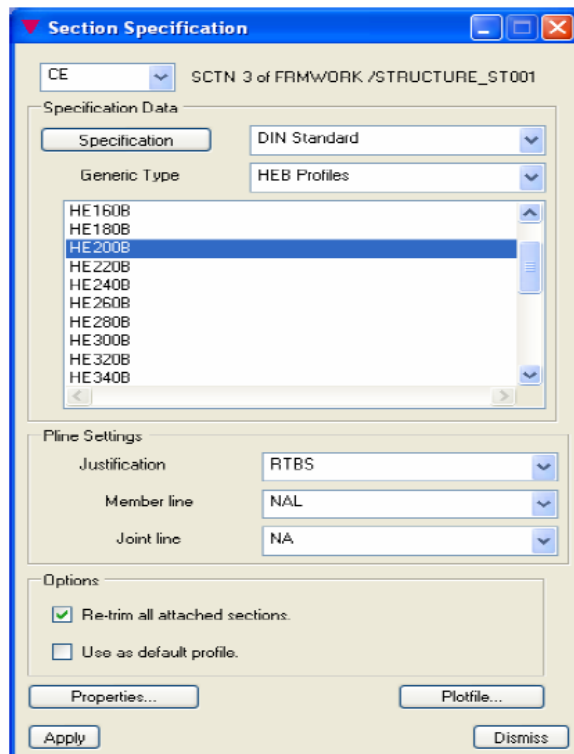 Section Specification
CE SCTN 3 of FRMWORK /STRUCTURE_ST001
Specification Data
Specification DIN Standard
Generic Type HEB Profiles
HE160B
HE180B
HE200B
HE220B
HE240B
HE260B
HE280B
HE300B
HE320B
HE340B
Pline Settings
Justification RTBS
Member line NAL
Joint line NA
Options
Re-trim all attached sections.
Use as default profile.
Properties... Plotfile...
Apply Dismiss